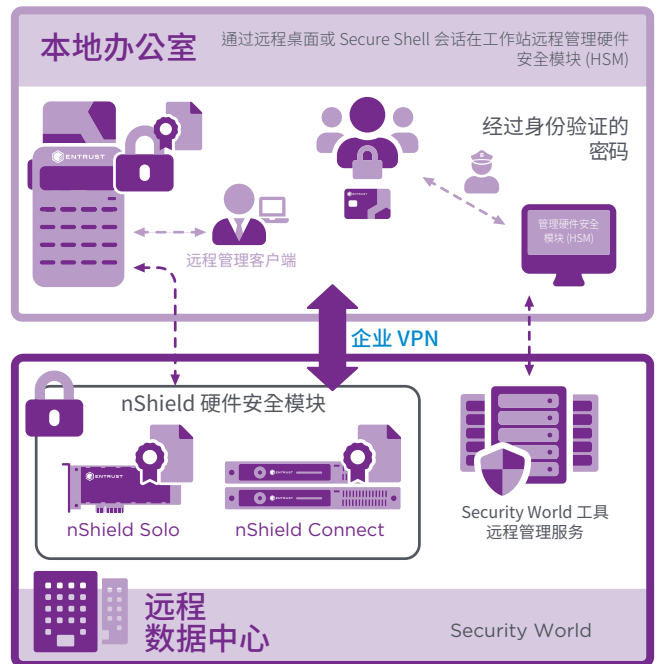 本地办公室
通过远程桌面或 Secure Shell 会话在工作站远程管理硬件
安全模块 (HSM)
ENTRUST
经过身份验证的
密码
ENTRUST
管理硬件安全
模块 (HSM)
远程管理客户端
企业 VPN
nShield 硬件安全模块
ENTRUST
ENTRUST
ENTRUST
nShield Solo
nShield Connect
Security World 工具
远程管理服务
远程
数据中心
Security World